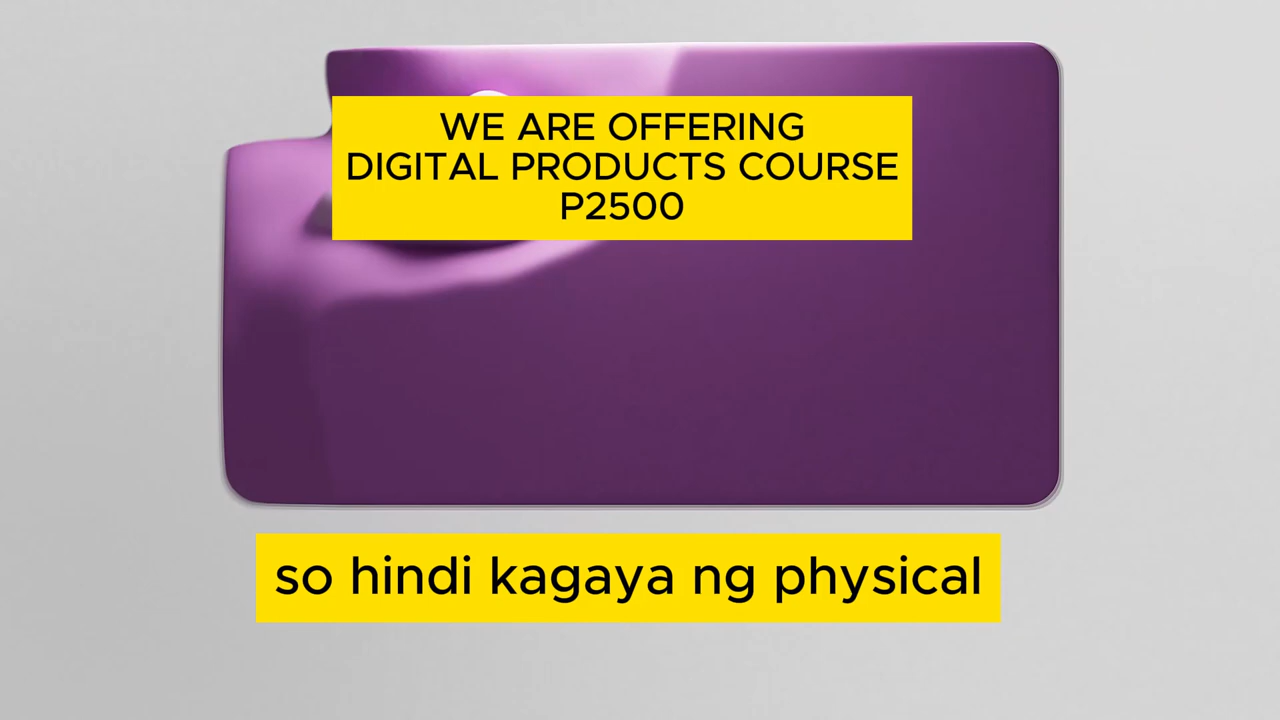 WE ARE OFFERING
DIGITAL PRODUCTS COURSE
P2500
so hindi kagaya ng physical